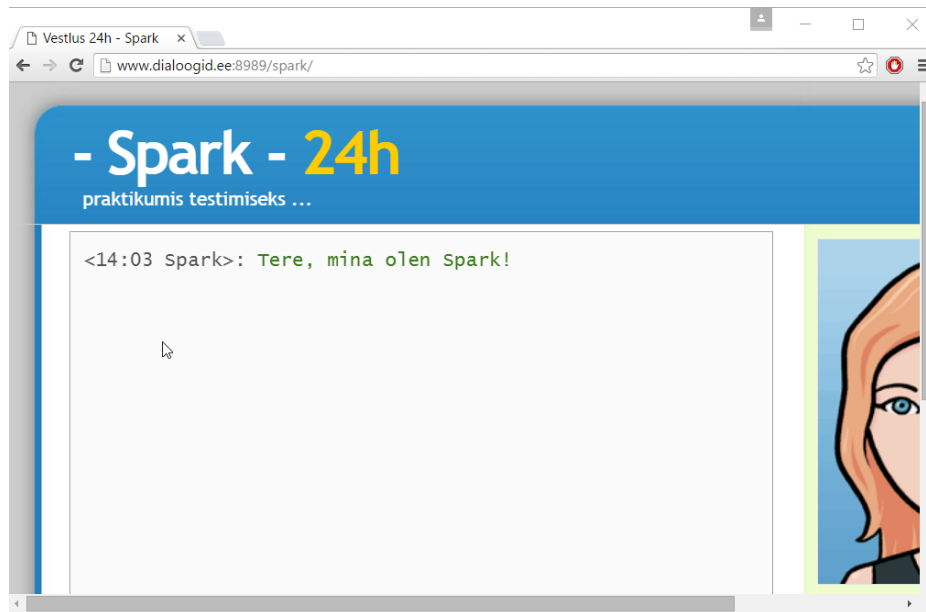 Vestlus 24h - Spark
www.dialoogid.ee:8989/spark/
- Spark - 24h
praktikumis testimiseks ...
<14:03 Spark>: Tere, mina olen Spark!